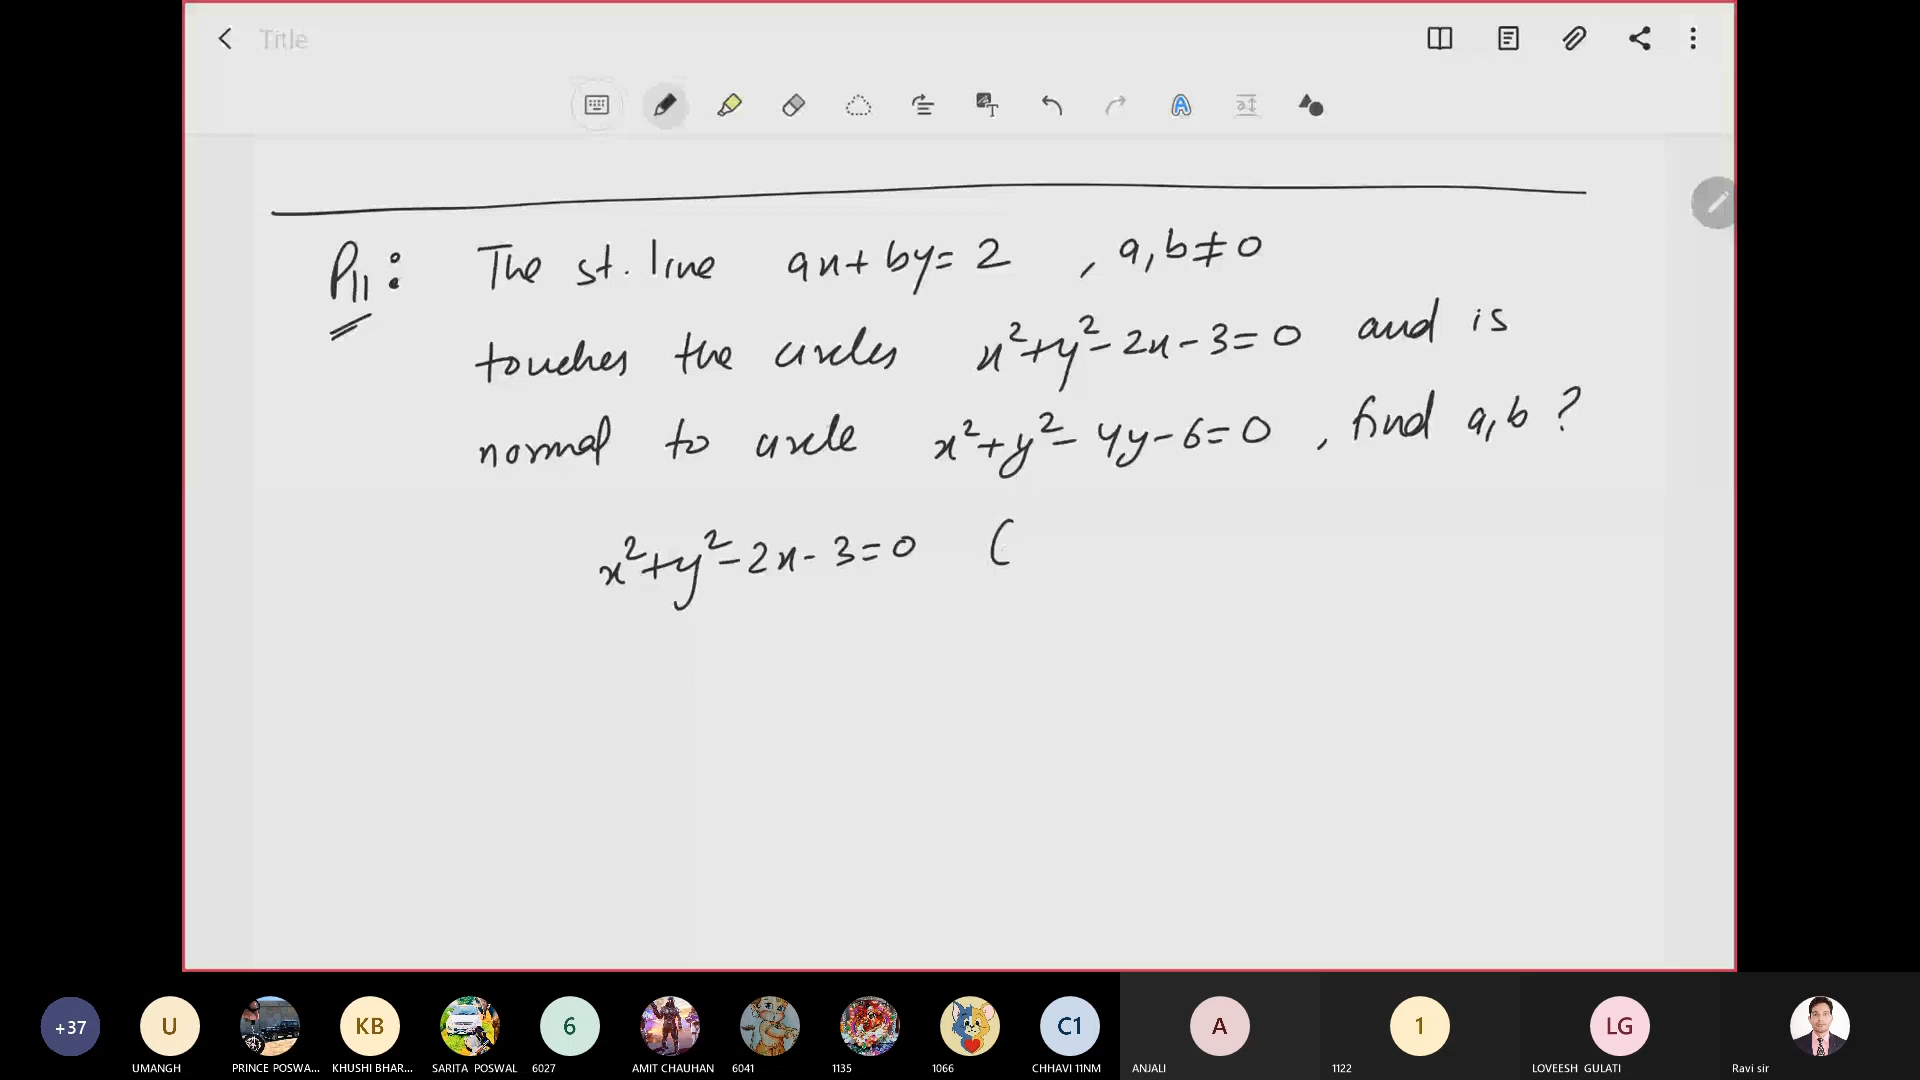 Title
P11: The st. line ax + by = 2 , a, b ≠ 0
touches the circles x² + y² - 2x - 3 = 0 and is
normal to circle x² + y² - 4y - 6 = 0 , find a, b ?
x² + y² - 2x - 3 = 0 (
+37 U KB 6 C1 A 1 LG
UMANGH PRINCE POSWA... KHUSHI BHAR... SARITA POSWAL 6027 AMIT CHAUHAN 6041 1135 1066 CHHAVI 11NM ANJALI 1122 LOVEESH GULATI Ravi sir